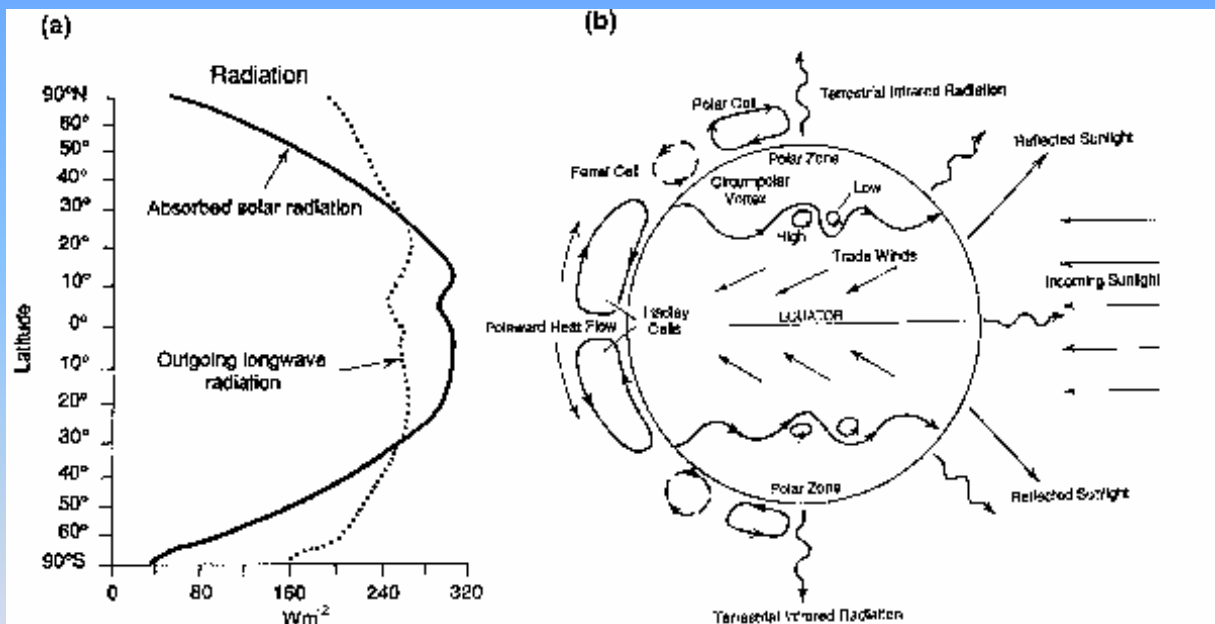 (a)
Radiation
90°N
60°
50°
40°
30°
20°
10°
0°
10°
20°
30°
40°
50°
60°
90°S
Latitude
Absorbed solar radiation
Outgoing longwave
radiation
0
80
160
240
320
Wm-2
(b)
Terrestrial Infrared Radiation
Polar Cell
Polar Zone
Reflected Sunlight
Ferrel Cell
Circumpolar
Vortex
Low
High
Trade Winds
Incoming Sunlight
Hadley
Cells
Poleward Heat Flow
EQUATOR
Polar Zone
Reflected Sunlight
Terrestrial Infrared Radiation